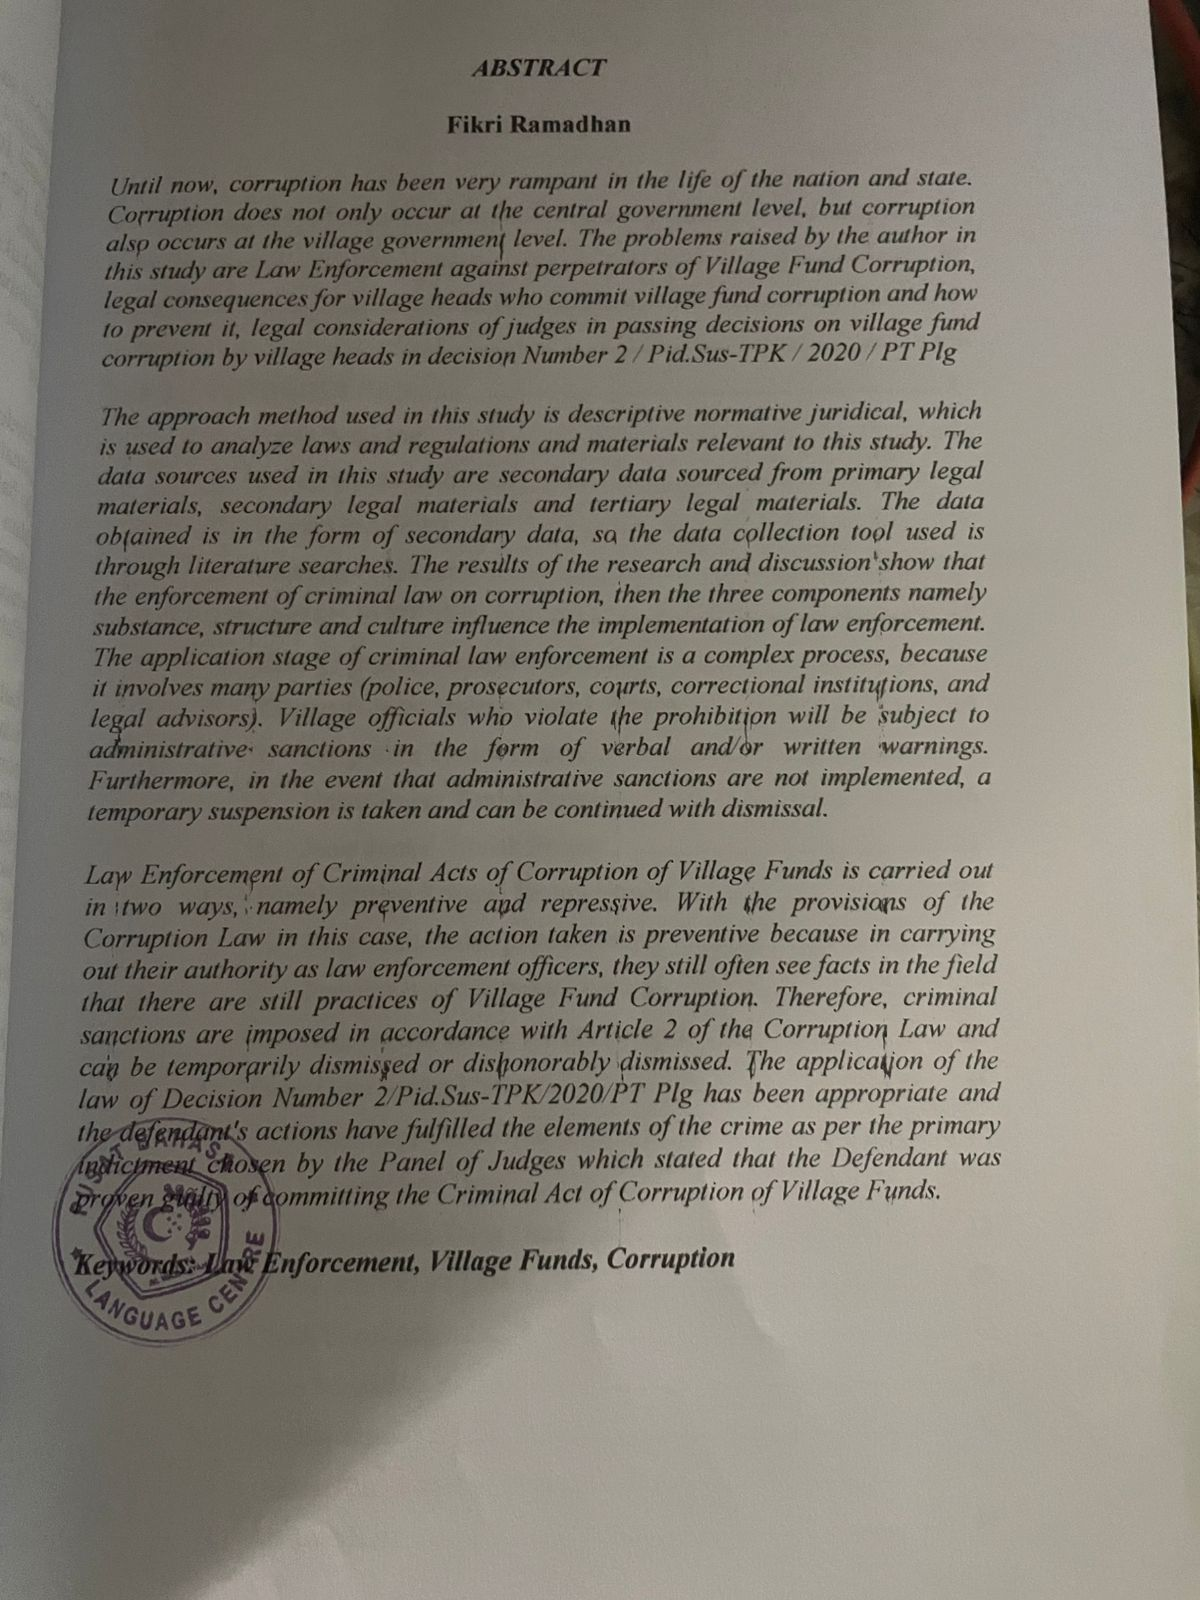 ABSTRACT
Fikri Ramadhan
Until now, corruption has been very rampant in the life of the nation and state.
Corruption does not only occur at the central government level, but corruption
also occurs at the village government level. The problems raised by the author in
this study are Law Enforcement against perpetrators of Village Fund Corruption,
legal consequences for village heads who commit village fund corruption and how
to prevent it, legal considerations of judges in passing decisions on village fund
corruption by village heads in decision Number 2 / Pid.Sus-TPK / 2020 / PT Plg
The approach method used in this study is descriptive normative juridical, which
is used to analyze laws and regulations and materials relevant to this study. The
data sources used in this study are secondary data sourced from primary legal
materials, secondary legal materials and tertiary legal materials. The data
obtained is in the form of secondary data, so the data collection tool used is
through literature searches. The results of the research and discussion show that
the enforcement of criminal law on corruption, then the three components namely
substance, structure and culture influence the implementation of law enforcement.
The application stage of criminal law enforcement is a complex process, because
it involves many parties (police, prosecutors, courts, correctional institutions, and
legal advisors). Village officials who violate the prohibition will be subject to
administrative sanctions in the form of verbal and/or written warnings.
Furthermore, in the event that administrative sanctions are not implemented, a
temporary suspension is taken and can be continued with dismissal.
Law Enforcement of Criminal Acts of Corruption of Village Funds is carried out
in two ways, namely preventive and repressive. With the provisions of the
Corruption Law in this case, the action taken is preventive because in carrying
out their authority as law enforcement officers, they still often see facts in the field
that there are still practices of Village Fund Corruption. Therefore, criminal
sanctions are imposed in accordance with Article 2 of the Corruption Law and
can be temporarily dismissed or dishonorably dismissed. The application of the
law of Decision Number 2/Pid.Sus-TPK/2020/PT Plg has been appropriate and
the defendant's actions have fulfilled the elements of the crime as per the primary
indictment chosen by the Panel of Judges which stated that the Defendant was
proven guilty of committing the Criminal Act of Corruption of Village Funds.
Keywords: Law Enforcement, Village Funds, Corruption
PUSAT BAHASA
LANGUAGE CENTRE